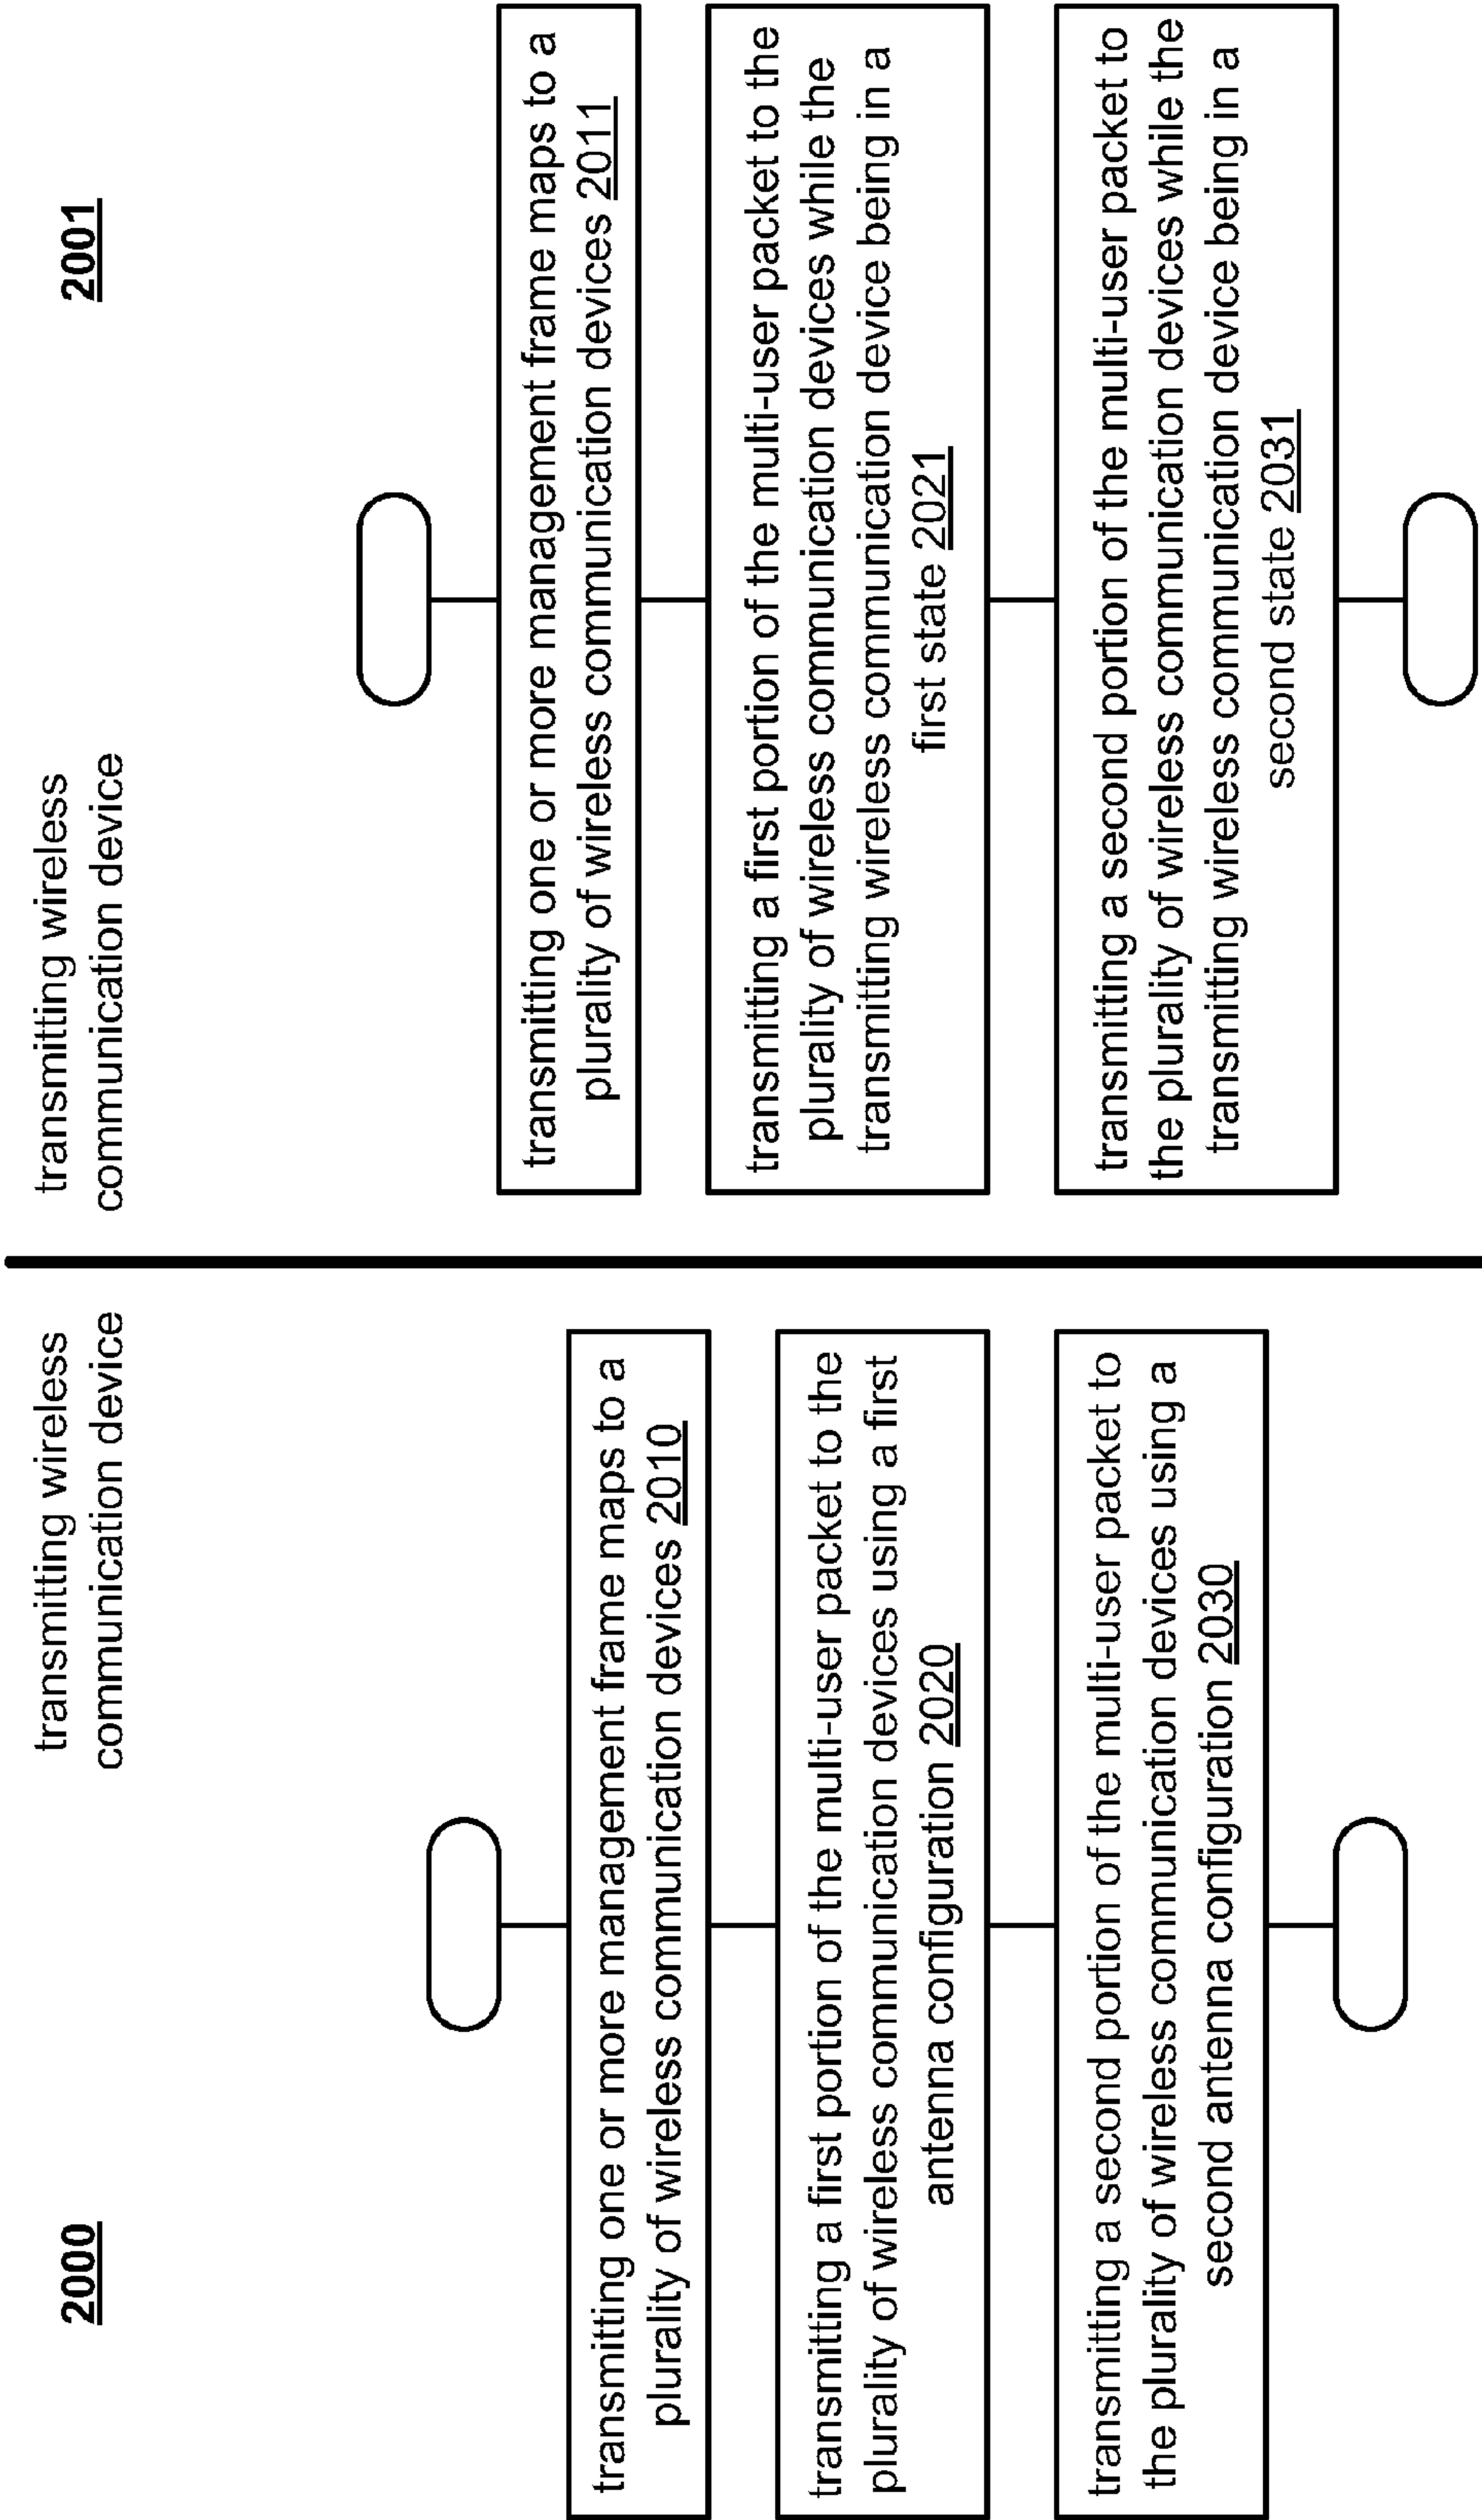 2000
transmitting wireless
communication device
transmitting one or more management frame maps to a
plurality of wireless communication devices 2010
transmitting a first portion of the multi-user packet to the
plurality of wireless communication devices using a first
antenna configuration 2020
transmitting a second portion of the multi-user packet to
the plurality of wireless communication devices using a
second antenna configuration 2030
transmitting wireless
communication device
2001
transmitting one or more management frame maps to a
plurality of wireless communication devices 2011
transmitting a first portion of the multi-user packet to the
plurality of wireless communication devices while the
transmitting wireless communication device being in a
first state 2021
transmitting a second portion of the multi-user packet to
the plurality of wireless communication devices while the
transmitting wireless communication device being in a
second state 2031